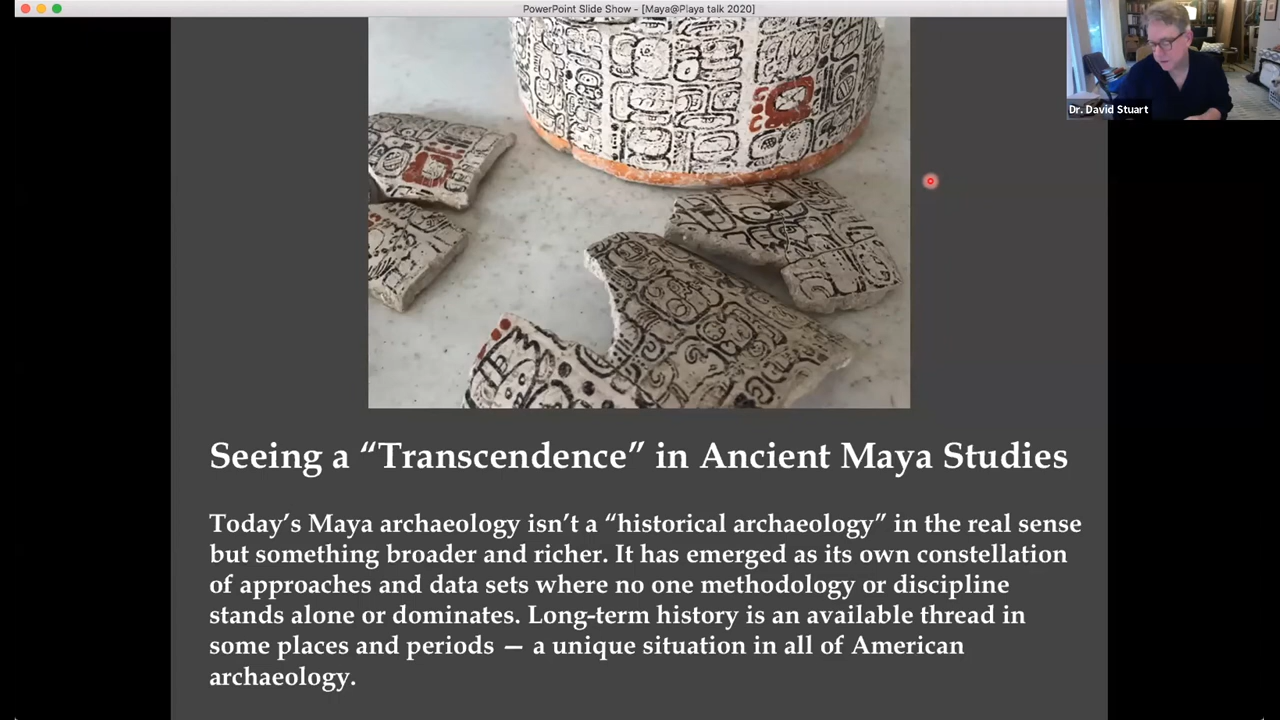 PowerPoint Slide Show - [Maya@Playa talk 2020]
Dr. David Stuart
Seeing a “Transcendence” in Ancient Maya Studies
Today’s Maya archaeology isn’t a “historical archaeology” in the real sense
but something broader and richer. It has emerged as its own constellation
of approaches and data sets where no one methodology or discipline
stands alone or dominates. Long-term history is an available thread in
some places and periods — a unique situation in all of American
archaeology.